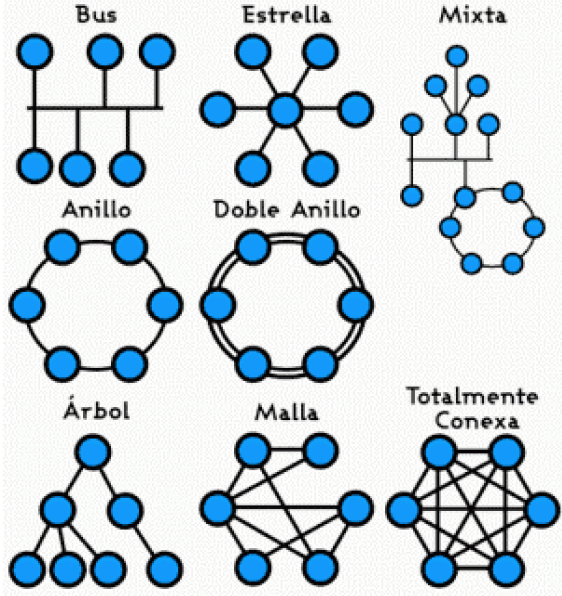 Bus
Estrella
Mixta
Anillo
Doble Anillo
Árbol
Malla
Totalmente
Conexa